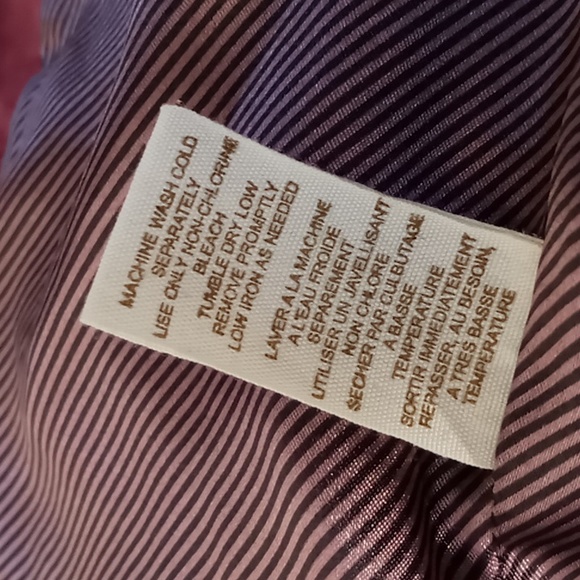 MACHINE WASH COLD
SEPARATELY
USE ONLY NON-CHLORINE
BLEACH
TUMBLE DRY LOW
REMOVE PROMPTLY
LOW IRON AS NEEDED
LAVER A LA MACHINE
A L'EAU FROIDE
SEPAREMENT
UTILISER UN JAVELLISANT
NON CHLORE
SECHER PAR CULBUTAGE
A BASSE
TEMPERATURE
SORTIR IMMEDIATEMENT
REPASSER, AU BESOIN,
A TRES BASSE
TEMPERATURE